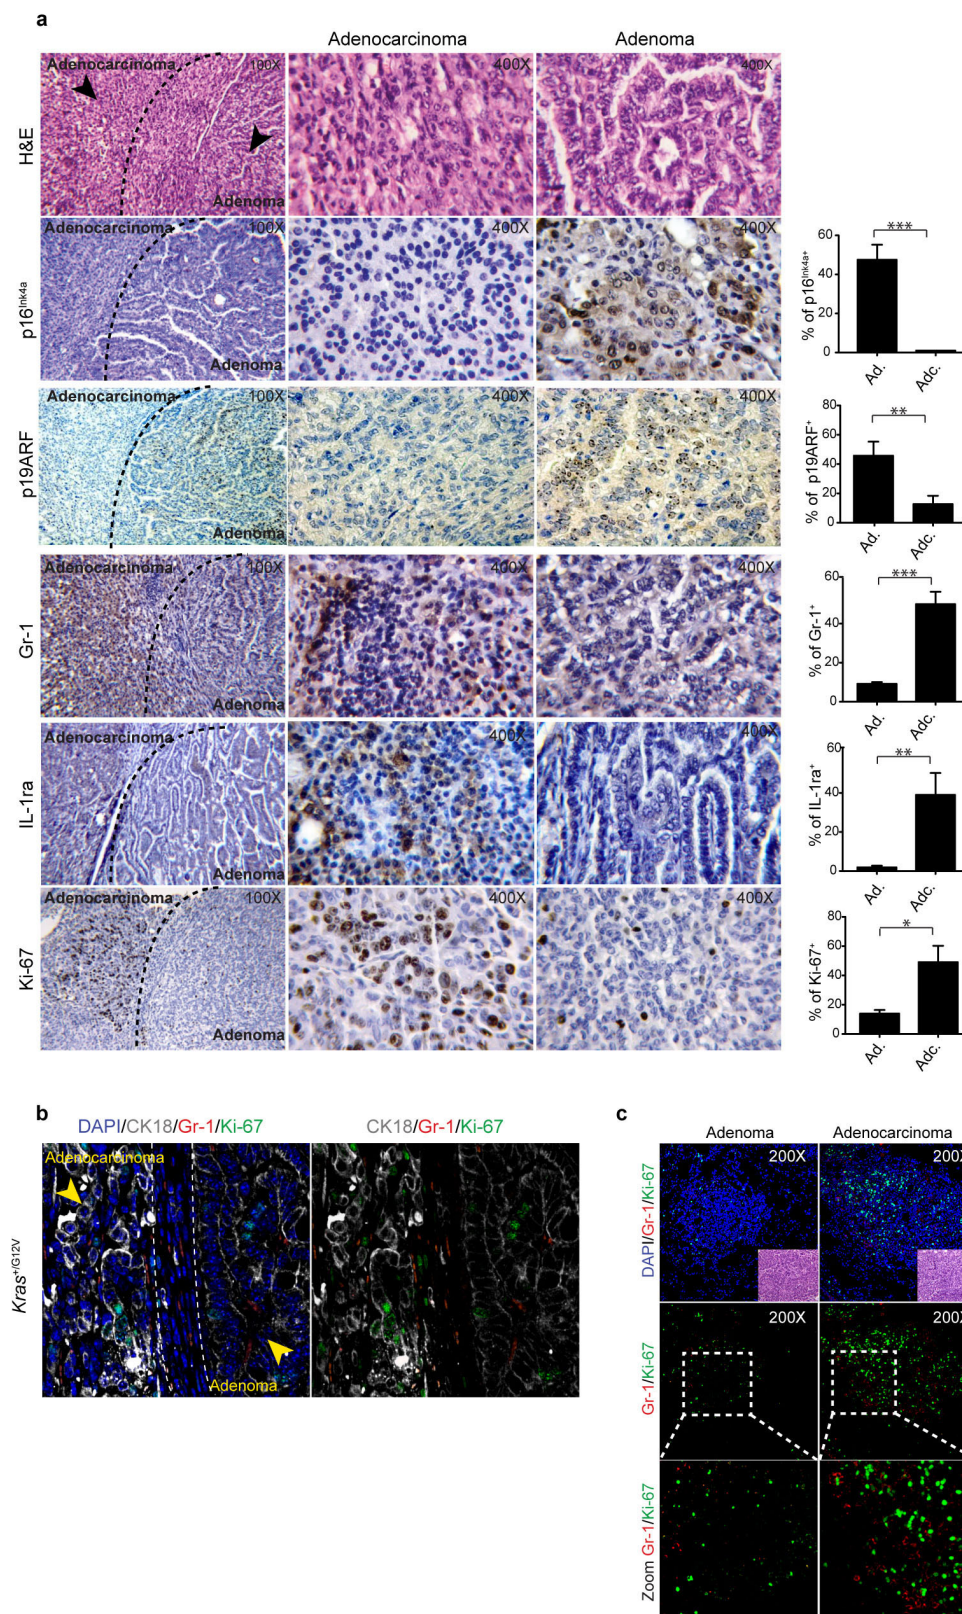 a
Adenocarcinoma Adenoma
H&E
Adenocarcinoma 100X
Adenoma
400X
400X
p16Ink4a
Adenocarcinoma 100X
Adenoma
400X
400X
% of p16Ink4a+
60
40
20
0
***
Ad. Adc.
p19ARF
Adenocarcinoma 100X
Adenoma
400X
400X
% of p19ARF+
80
60
40
20
0
**
Ad. Adc.
Gr-1
Adenocarcinoma 100X
Adenoma
400X
400X
% of Gr-1+
60
40
20
0
***
Ad. Adc.
IL-1ra
Adenocarcinoma 100X
Adenoma
400X
400X
% of IL-1ra+
60
40
20
0
**
Ad. Adc.
Ki-67
Adenocarcinoma 100X
Adenoma
400X
400X
% of Ki-67+
80
60
40
20
0
*
Ad. Adc.
b
DAPI/CK18/Gr-1/Ki-67 CK18/Gr-1/Ki-67
Kras+/G12V
Adenocarcinoma
Adenoma
c
Adenoma Adenocarcinoma
DAPI/Gr-1/Ki-67
200X 200X
Gr-1/Ki-67
200X 200X
Zoom Gr-1/Ki-67